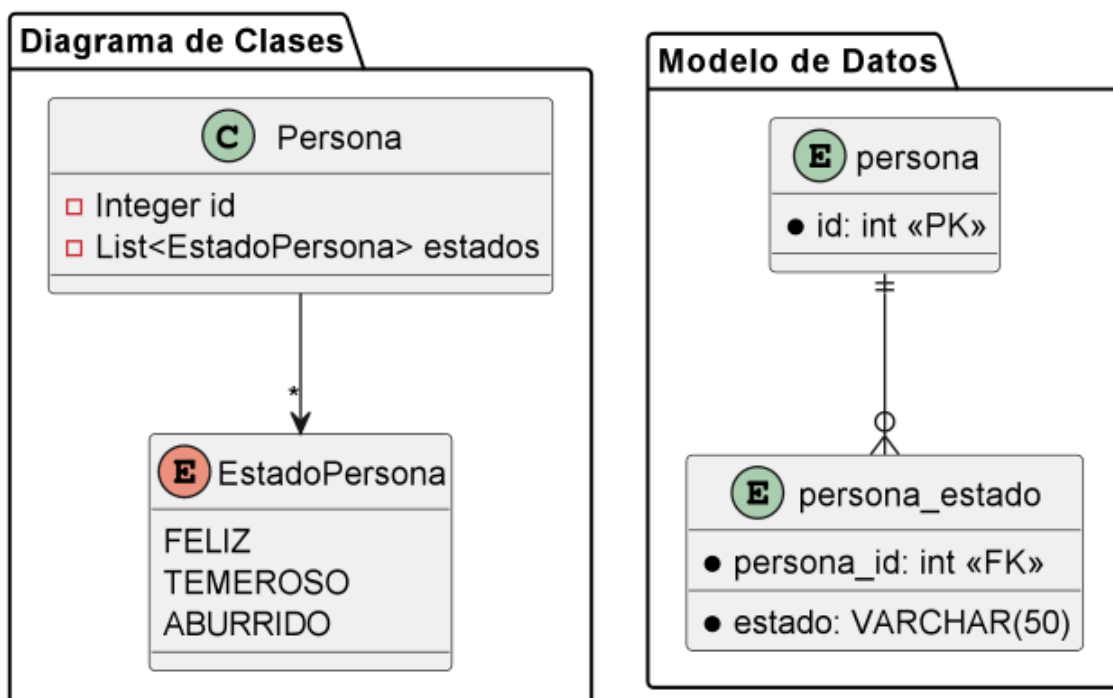 Diagrama de Clases
C Persona
Integer id
List<EstadoPersona> estados
*
E EstadoPersona
FELIZ
TEMEROSO
ABURRIDO
Modelo de Datos
E persona
id: int «PK»
E persona_estado
persona_id: int «FK»
estado: VARCHAR(50)